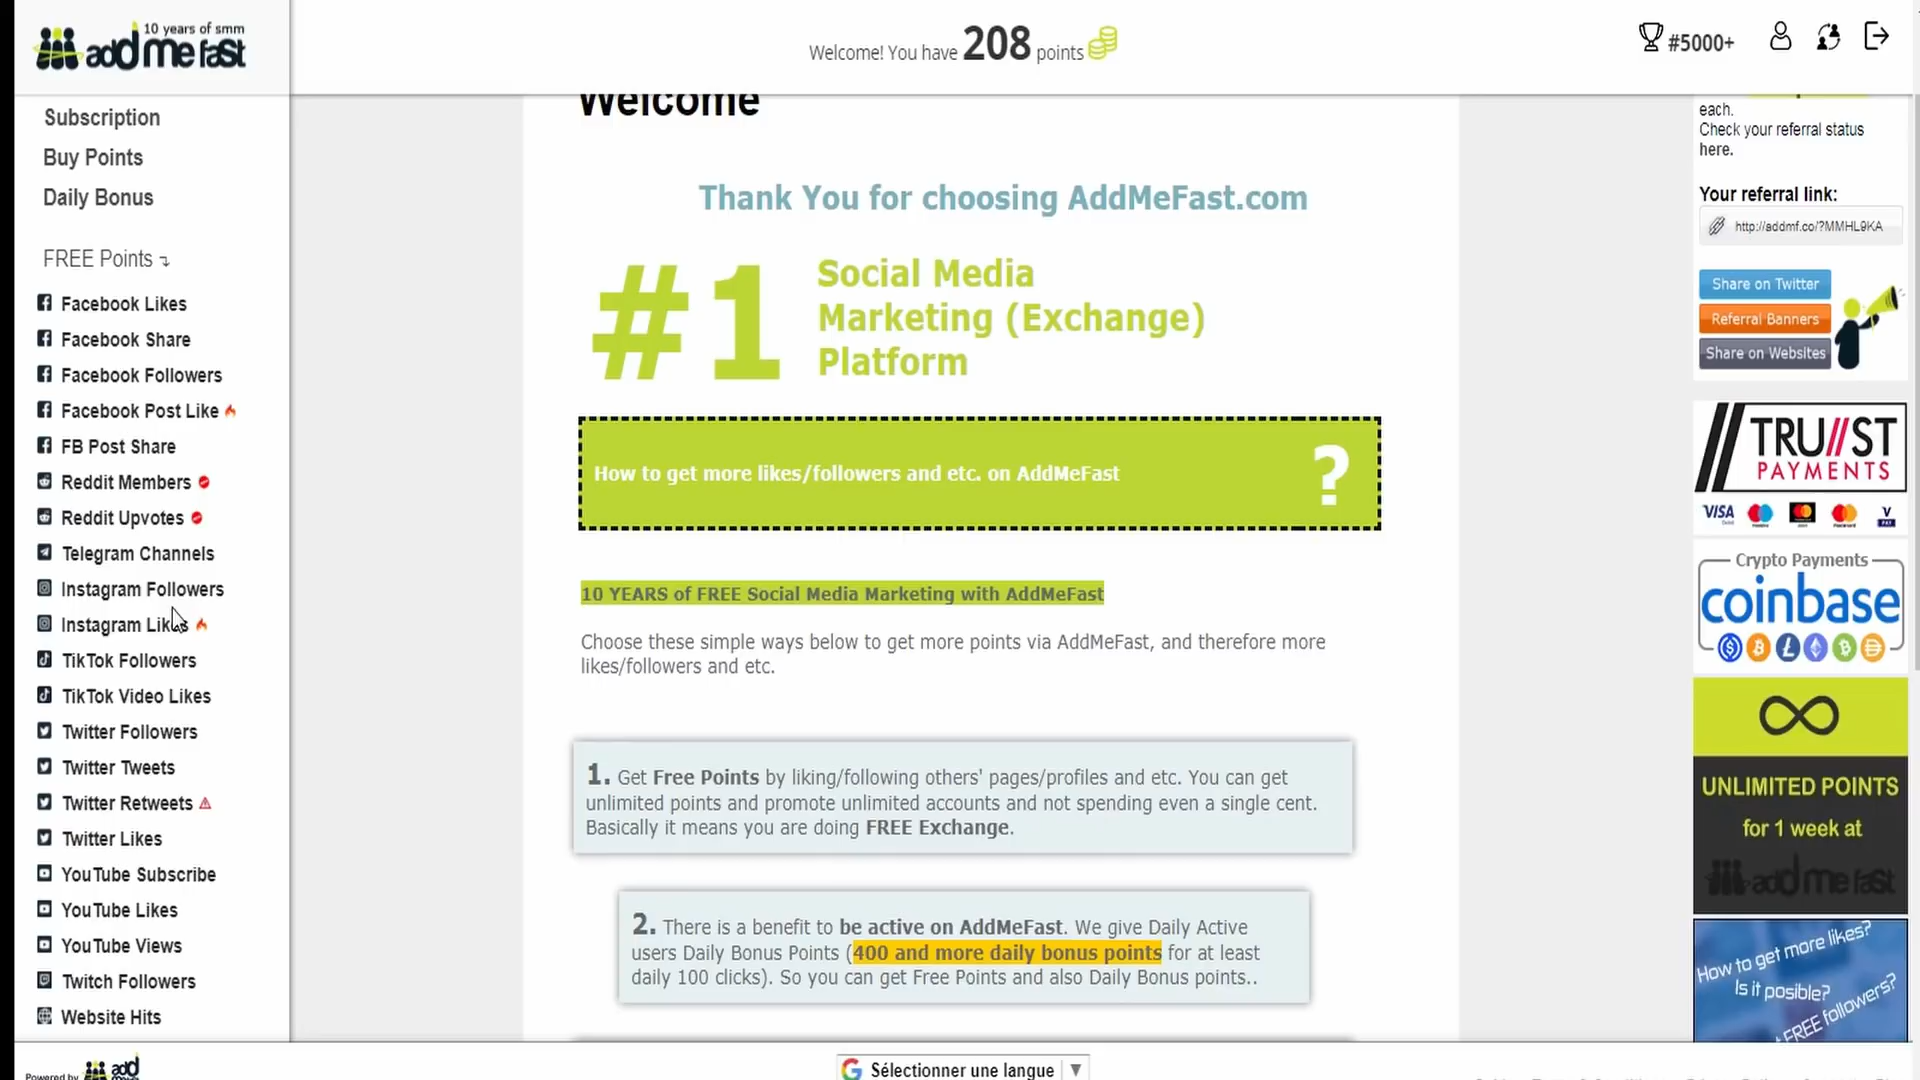 10 years of smm
add me fast
Welcome! You have 208 points
#5000+
Subscription
Buy Points
Daily Bonus
FREE Points
Facebook Likes
Facebook Share
Facebook Followers
Facebook Post Like
FB Post Share
Reddit Members
Reddit Upvotes
Telegram Channels
Instagram Followers
Instagram Likes
TikTok Followers
TikTok Video Likes
Twitter Followers
Twitter Tweets
Twitter Retweets
Twitter Likes
YouTube Subscribe
YouTube Likes
YouTube Views
Twitch Followers
Website Hits
Powered by
add
Welcome
Thank You for choosing AddMeFast.com
#1
Social Media
Marketing (Exchange)
Platform
How to get more likes/followers and etc. on AddMeFast
?
10 YEARS of FREE Social Media Marketing with AddMeFast
Choose these simple ways below to get more points via AddMeFast, and therefore more
likes/followers and etc.
1. Get Free Points by liking/following others' pages/profiles and etc. You can get
unlimited points and promote unlimited accounts and not spending even a single cent.
Basically it means you are doing FREE Exchange.
2. There is a benefit to be active on AddMeFast. We give Daily Active
users Daily Bonus Points (400 and more daily bonus points for at least
daily 100 clicks). So you can get Free Points and also Daily Bonus points..
Sélectionner une langue
each.
Check your referral status
here.
Your referral link:
http://addmf.co/?MMHL9KA
Share on Twitter
Referral Banners
Share on Websites
TRU//ST
PAYMENTS
VISA
V PAY
Crypto Payments
coinbase
UNLIMITED POINTS
for 1 week at
add me fast
How to get more likes?
Is it posible?
FREE followers?